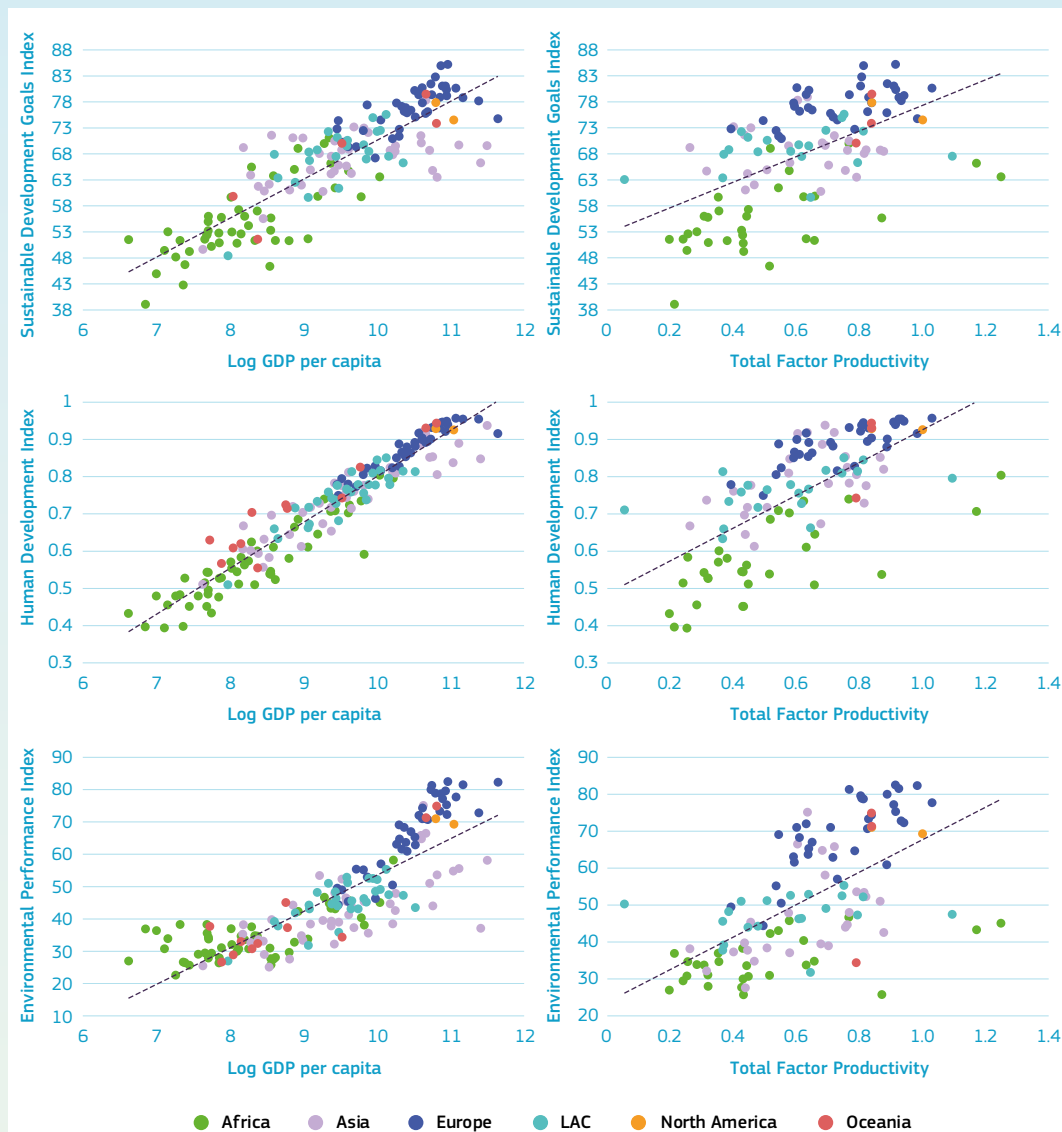 Sustainable Development Goals Index
88
83
78
73
68
63
58
53
48
43
38
6 7 8 9 10 11 12
Log GDP per capita
Sustainable Development Goals Index
88
83
78
73
68
63
58
53
48
43
38
0 0.2 0.4 0.6 0.8 1.0 1.2 1.4
Total Factor Productivity
Human Development Index
1
0.9
0.8
0.7
0.6
0.5
0.4
0.3
6 7 8 9 10 11 12
Log GDP per capita
Human Development Index
1
0.9
0.8
0.7
0.6
0.5
0.4
0.3
0 0.2 0.4 0.6 0.8 1.0 1.2 1.4
Total Factor Productivity
Environmental Performance Index
90
80
70
60
50
40
30
20
10
6 7 8 9 10 11 12
Log GDP per capita
Environmental Performance Index
90
80
70
60
50
40
30
20
0 0.2 0.4 0.6 0.8 1.0 1.2 1.4
Total Factor Productivity
Africa Asia Europe LAC North America Oceania